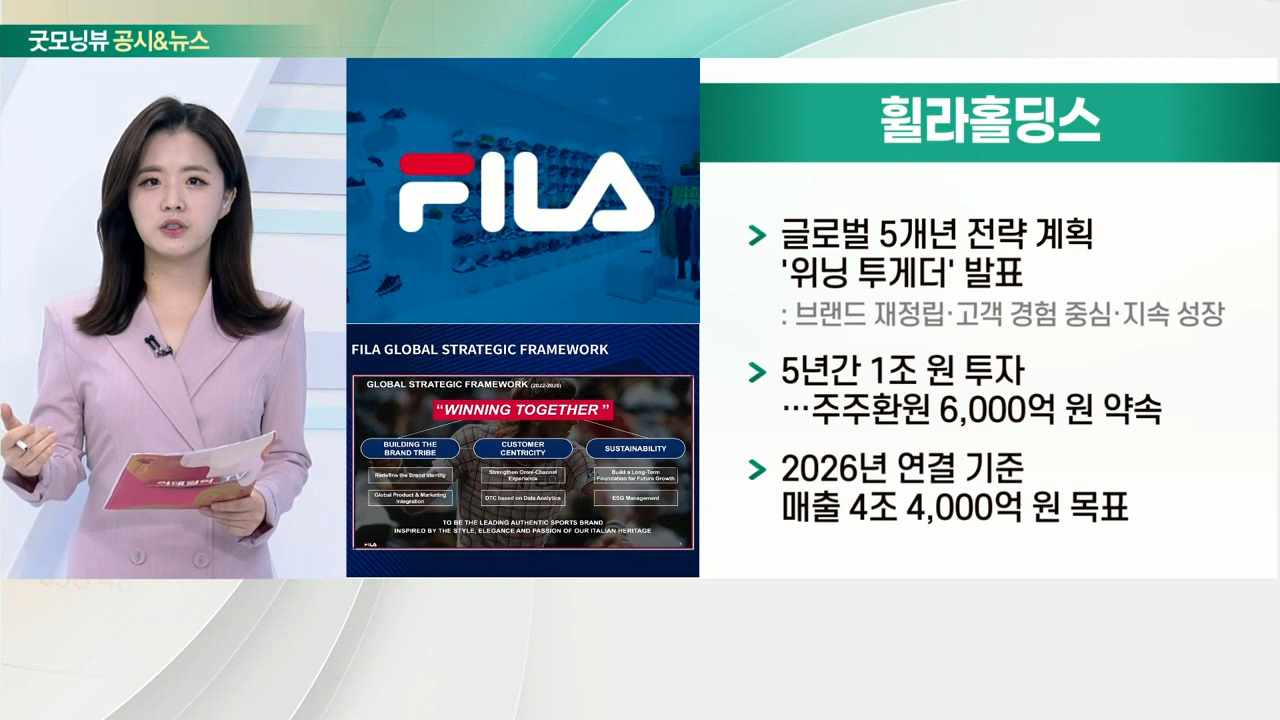 굿모닝뷰 공시&뉴스
FILA
휠라홀딩스
> 글로벌 5개년 전략 계획
'위닝 투게더' 발표
: 브랜드 재정립·고객 경험 중심·지속 성장
> 5년간 1조 원 투자
…주주환원 6,000억 원 약속
> 2026년 연결 기준
매출 4조 4,000억 원 목표
FILA GLOBAL STRATEGIC FRAMEWORK
GLOBAL STRATEGIC FRAMEWORK (2022-2026)
“WINNING TOGETHER”
BUILDING THE
BRAND TRIBE
Redefine the Brand Identity
Global Product & Marketing
Integration
CUSTOMER
CENTRICITY
Strengthen Omni-Channel
Experience
DTC based on Data Analytics
SUSTAINABILITY
Build a Long-Term
Foundation for Future Growth
ESG Management
TO BE THE LEADING AUTHENTIC SPORTS BRAND
INSPIRED BY THE STYLE, ELEGANCE AND PASSION OF OUR ITALIAN HERITAGE
FILA